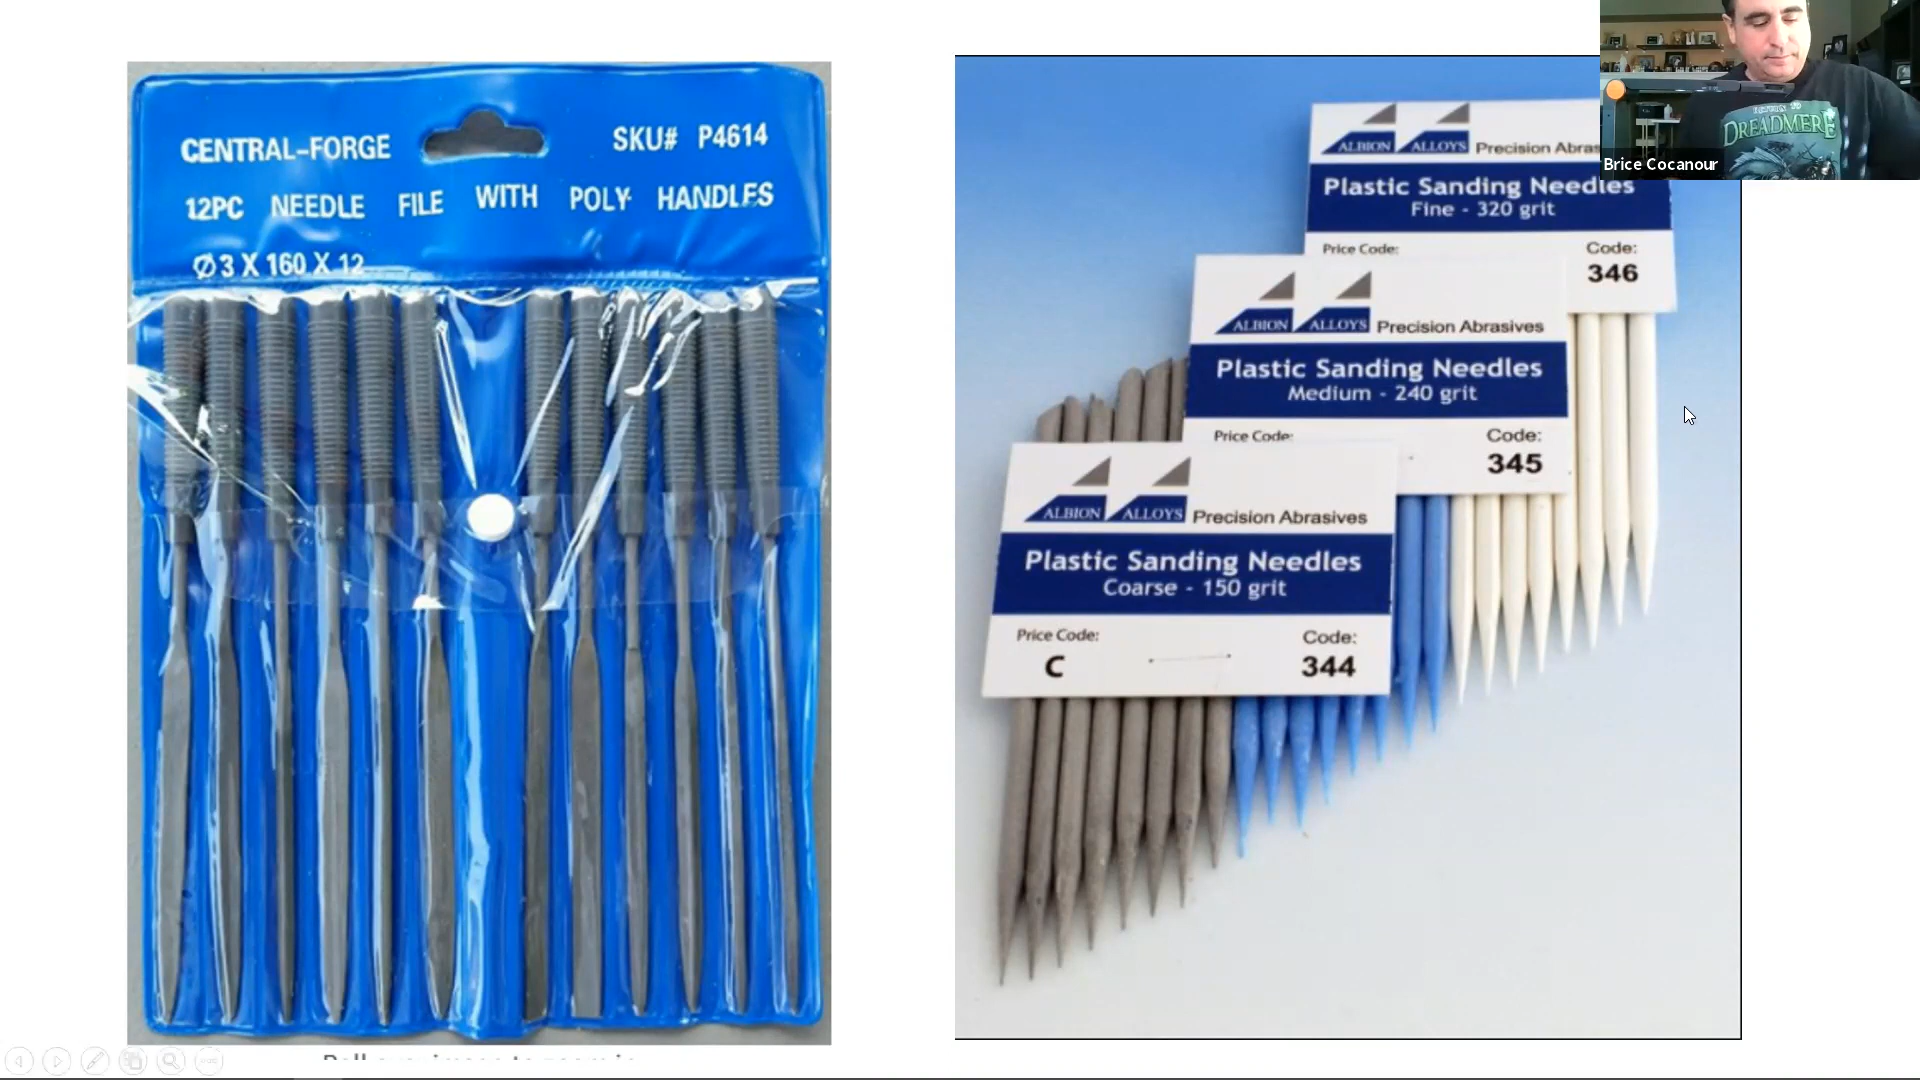 CENTRAL-FORGE
SKU# P4614
12PC NEEDLE FILE WITH POLY HANDLES
Ø 3 X 160 X 12
ALBION ALLOYS Precision Abras
Plastic Sanding Needles
Fine - 320 grit
Price Code:
Code:
346
ALBION ALLOYS Precision Abrasives
Plastic Sanding Needles
Medium - 240 grit
Price Code:
Code:
345
ALBION ALLOYS Precision Abrasives
Plastic Sanding Needles
Coarse - 150 grit
Price Code:
C
Code:
344
RETURN TO
DREADMERE
Brice Cocanour